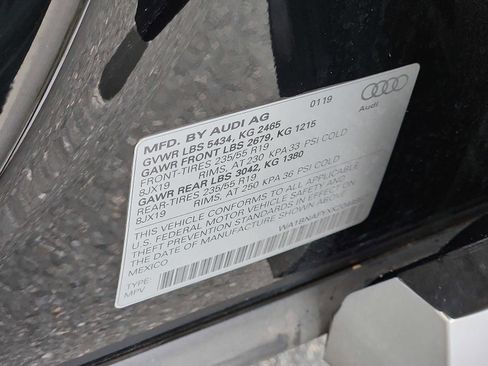 MFD. BY AUDI AG 0119
Audi
GVWR LBS 5434, KG 2465
GAWR FRONT LBS 2679, KG 1215
FRONT-TIRES 235/55 R19
8JX19 RIMS, AT 230 KPA 33 PSI COLD
GAWR REAR LBS 3042, KG 1380
REAR-TIRES 235/55 R19
8JX19 RIMS, AT 250 KPA 36 PSI COLD
THIS VEHICLE CONFORMS TO ALL APPLICABLE
U.S. FEDERAL MOTOR VEHICLE SAFETY AND
THEFT PREVENTION STANDARDS IN EFFECT ON
THE DATE OF MANUFACTURE SHOWN ABOVE.
MEXICO
TYPE:
MPV